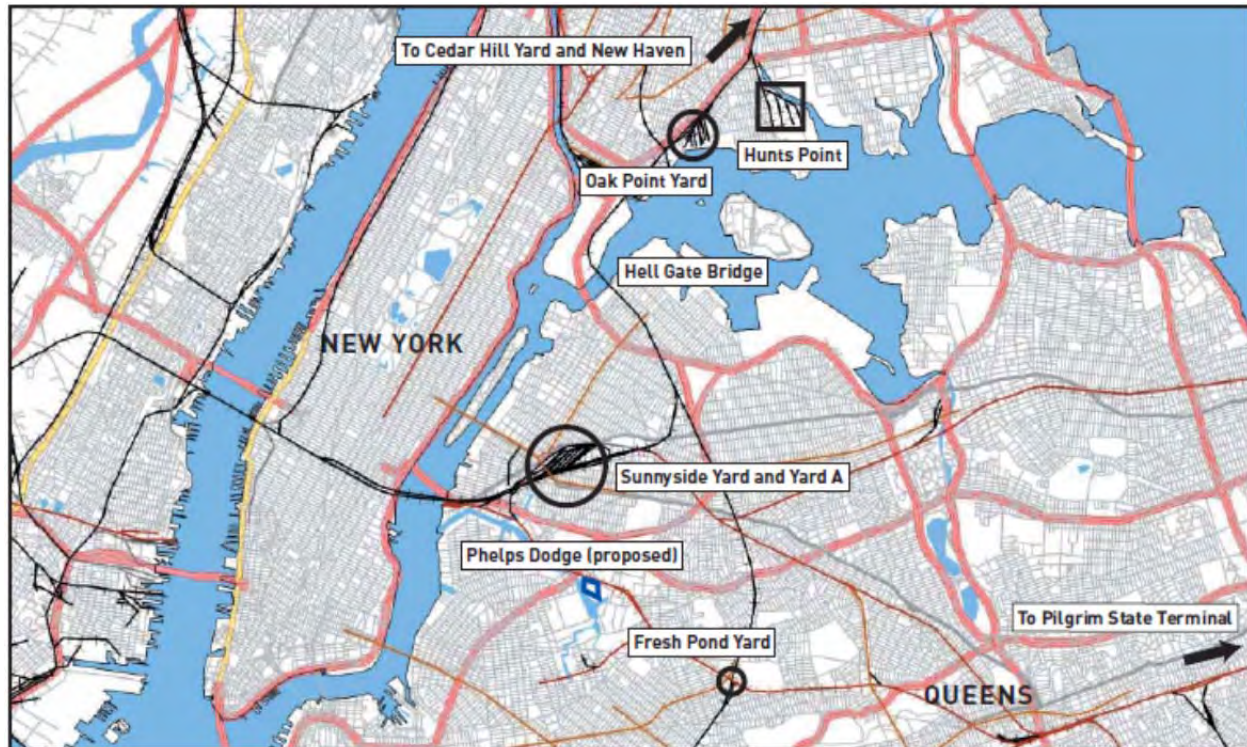 To Cedar Hill Yard and New Haven
Hunts Point
Oak Point Yard
Hell Gate Bridge
NEW YORK
Sunnyside Yard and Yard A
Phelps Dodge (proposed)
To Pilgrim State Terminal
Fresh Pond Yard
QUEENS